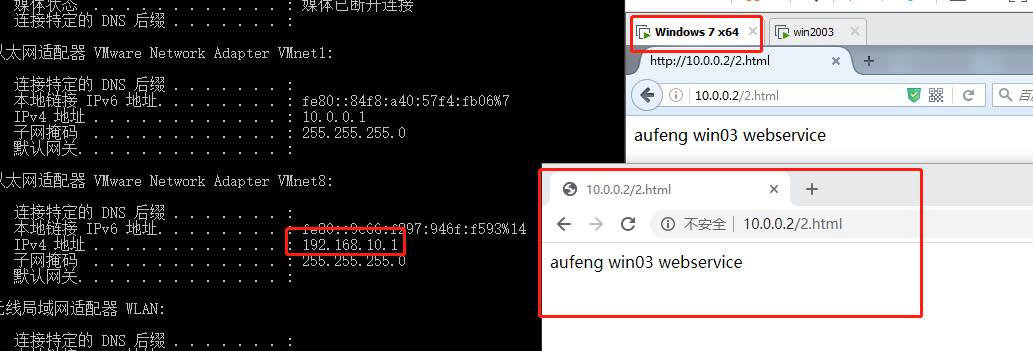 媒体状态 . . . . . . . . . . . . : 媒体已断开连接
连接特定的 DNS 后缀 . . . . . . . :
以太网适配器 VMware Network Adapter VMnet1:
连接特定的 DNS 后缀 . . . . . . . :
本地链接 IPv6 地址. . . . . . . . : fe80::84f8:a40:57f4:fb06%7
IPv4 地址 . . . . . . . . . . . . : 10.0.0.1
子网掩码 . . . . . . . . . . . . : 255.255.255.0
默认网关. . . . . . . . . . . . . :
以太网适配器 VMware Network Adapter VMnet8:
连接特定的 DNS 后缀 . . . . . . . :
本地链接 IPv6 地址. . . . . . . . :
IPv4 地址 . . . . . . . . . . . . : 192.168.10.1
子网掩码 . . . . . . . . . . . . : 255.255.255.0
默认网关. . . . . . . . . . . . . :
无线局域网适配器 WLAN:
连接特定的 DNS 后缀 . . . . . . . :
Windows 7 x64
win2003
http://10.0.0.2/2.html
10.0.0.2/2.html
aufeng win03 webservice
10.0.0.2/2.html
不安全
10.0.0.2/2.html
aufeng win03 webservice